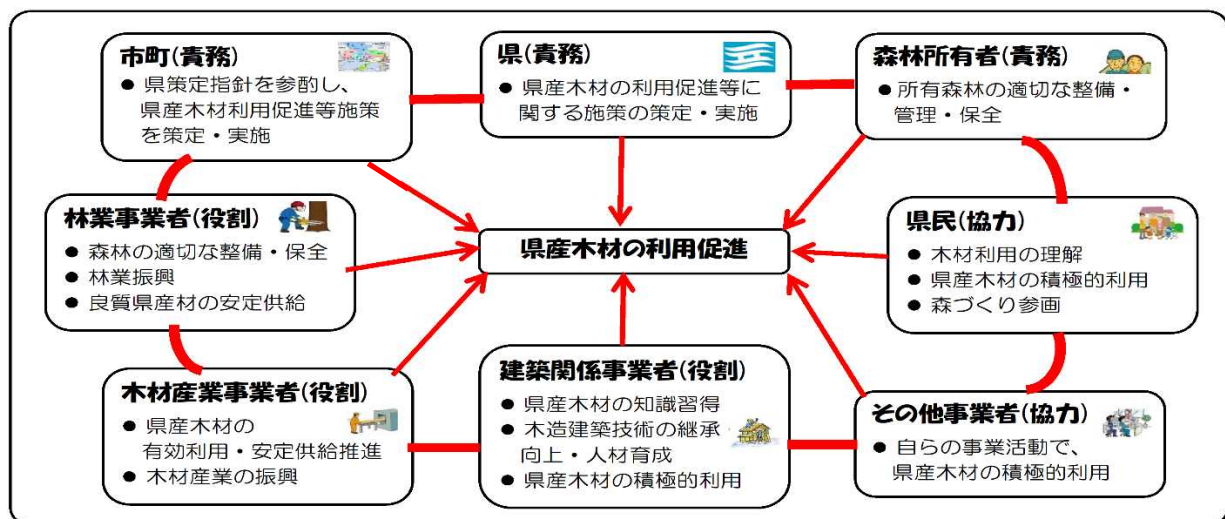 市町(責務)
● 県策定指針を参酌し、
県産木材利用促進等施策
を策定・実施
県(責務)
● 県産木材の利用促進等に
関する施策の策定・実施
森林所有者(責務)
● 所有森林の適切な整備・
管理・保全
林業事業者(役割)
● 森林の適切な整備・保全
● 林業振興
● 良質県産材の安定供給
県産木材の利用促進
県民(協力)
● 木材利用の理解
● 県産木材の積極的利用
● 森づくり参画
木材産業事業者(役割)
● 県産木材の
有効利用・安定供給推進
● 木材産業の振興
建築関係事業者(役割)
● 県産木材の知識習得
● 木造建築技術の継承
向上・人材育成
● 県産木材の積極的利用
その他事業者(協力)
● 自らの事業活動で、
県産木材の積極的利用